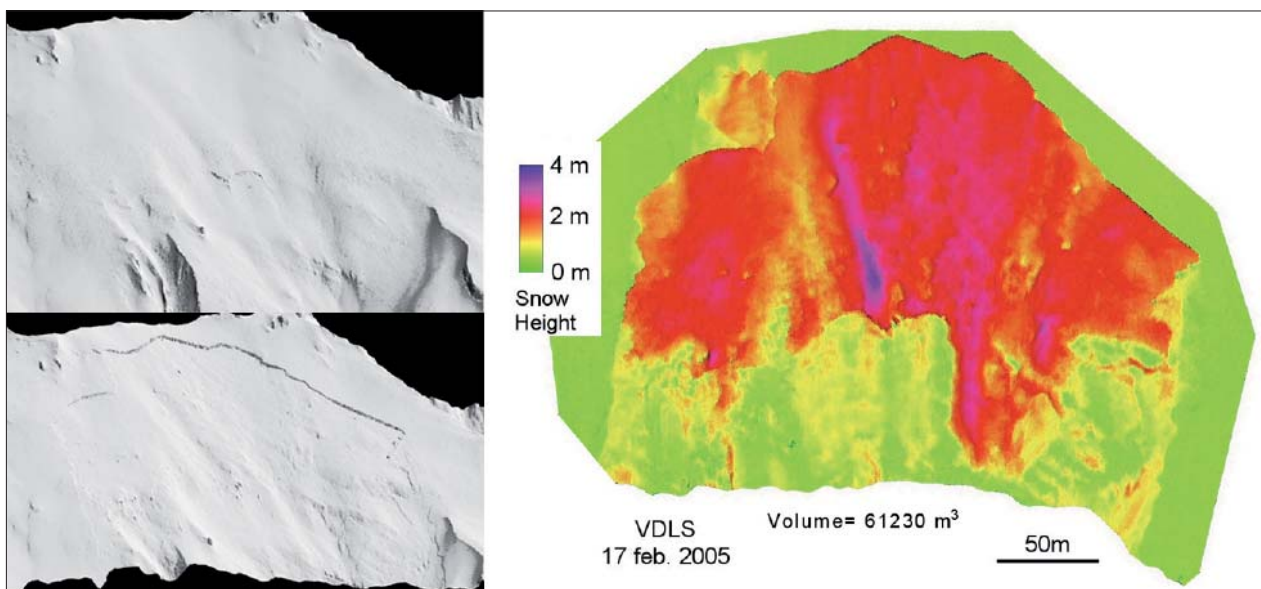 4 m
2 m
0 m
Snow
Height
VDLS
17 feb. 2005
Volume= 61230 m³
50m